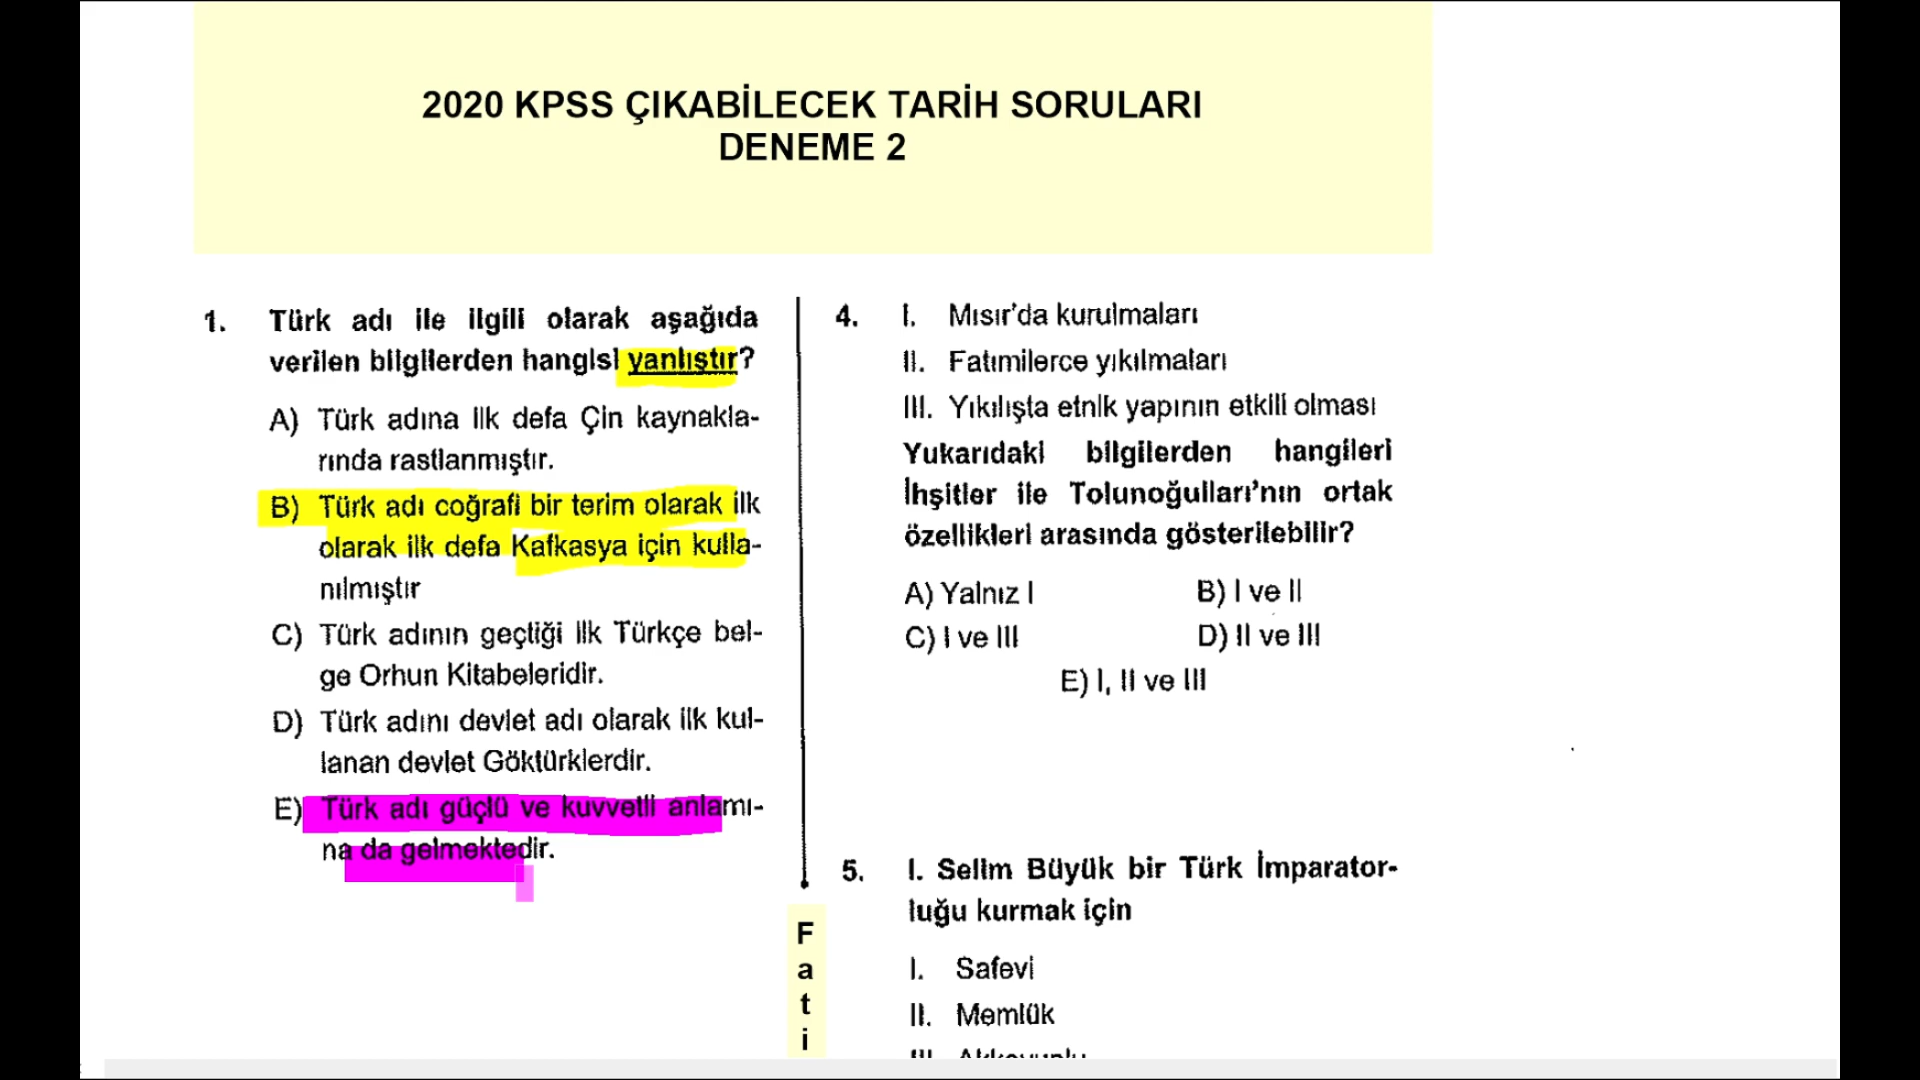 2020 KPSS ÇIKABİLECEK TARİH SORULARI
DENEME 2
1. Türk adı ile ilgili olarak aşağıda
verilen bilgilerden hangisi yanlıştır?
A) Türk adına ilk defa Çin kaynakla-
rında rastlanmıştır.
B) Türk adı coğrafi bir terim olarak ilk
olarak ilk defa Kafkasya için kulla-
nılmıştır
C) Türk adının geçtiği ilk Türkçe bel-
ge Orhun Kitabeleridir.
D) Türk adını devlet adı olarak ilk kul-
lanan devlet Göktürklerdir.
E) Türk adı güçlü ve kuvvetli anlamı-
na da gelmektedir.
F
a
t
i
4. I. Mısır'da kurulmaları
II. Fatımilerce yıkılmaları
III. Yıkılışta etnik yapının etkili olması
Yukarıdaki bilgilerden hangileri
İhşitler ile Tolunoğulları'nın ortak
özellikleri arasında gösterilebilir?
A) Yalnız I B) I ve II
C) I ve III D) II ve III
E) I, II ve III
5. I. Selim Büyük bir Türk İmparator-
luğu kurmak için
I. Safevi
II. Memlük
III. Akkoyunlu